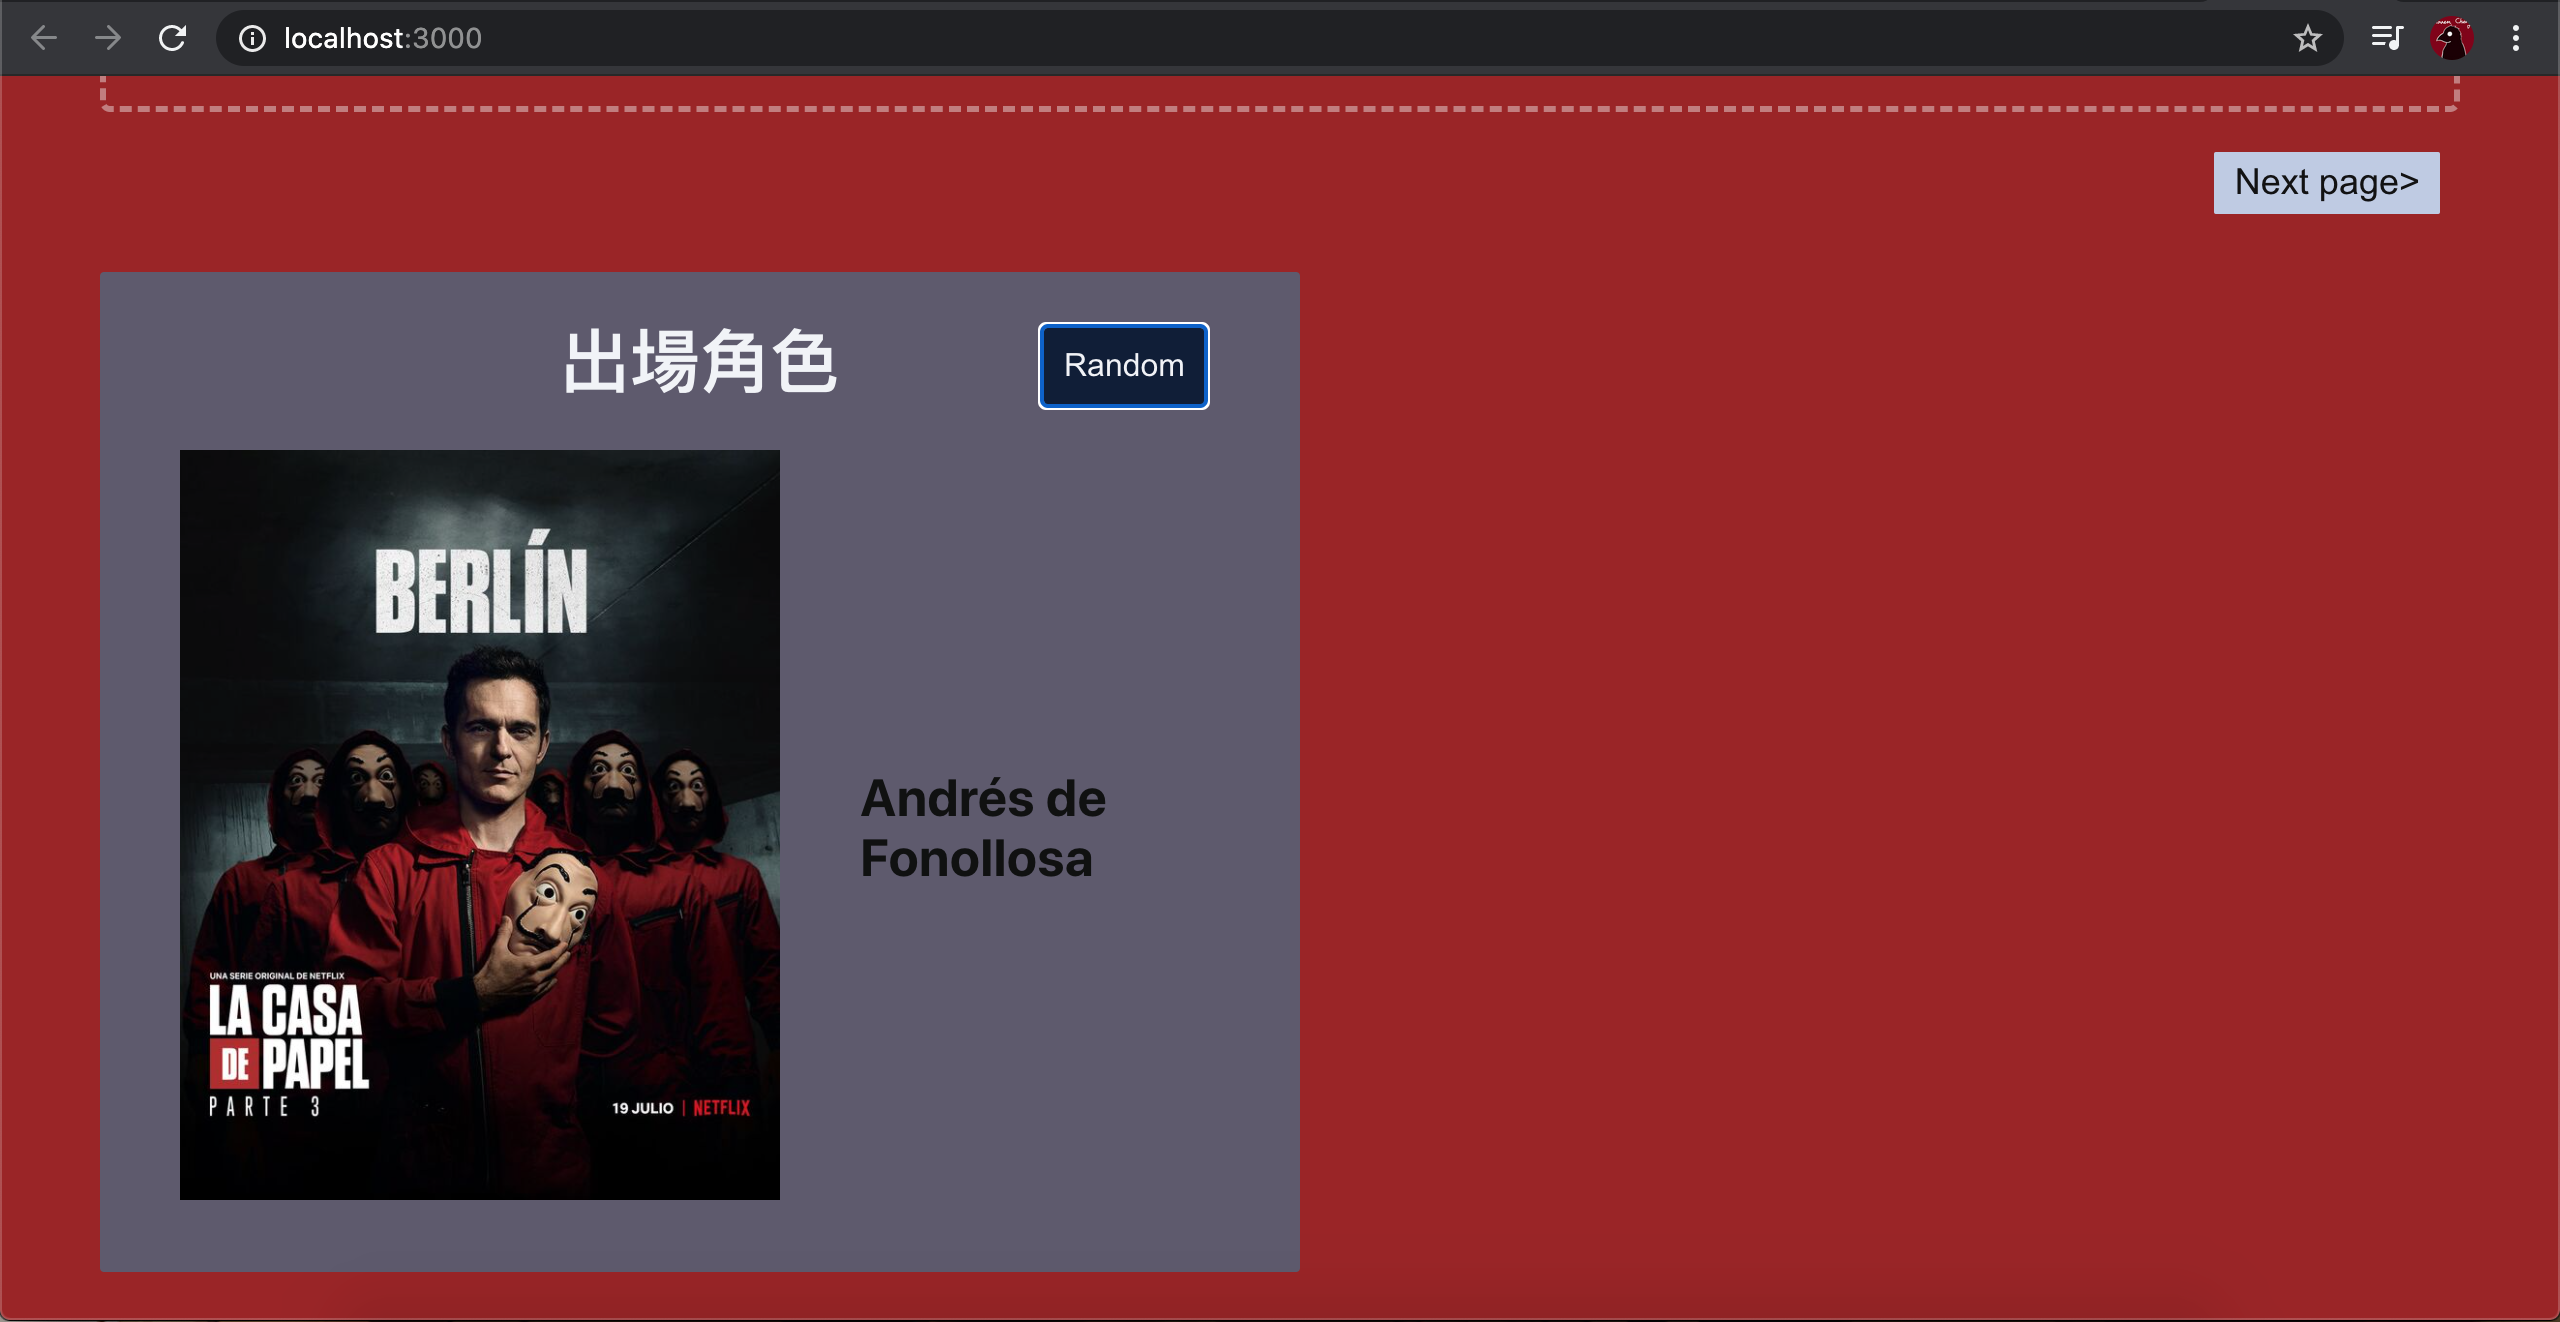 localhost:3000
Next page>
出場角色
Random
BERLÍN
Andrés de
Fonollosa
UNA SERIE ORIGINAL DE NETFLIX
LA CASA
DE PAPEL
PARTE 3
19 JULIO | NETFLIX